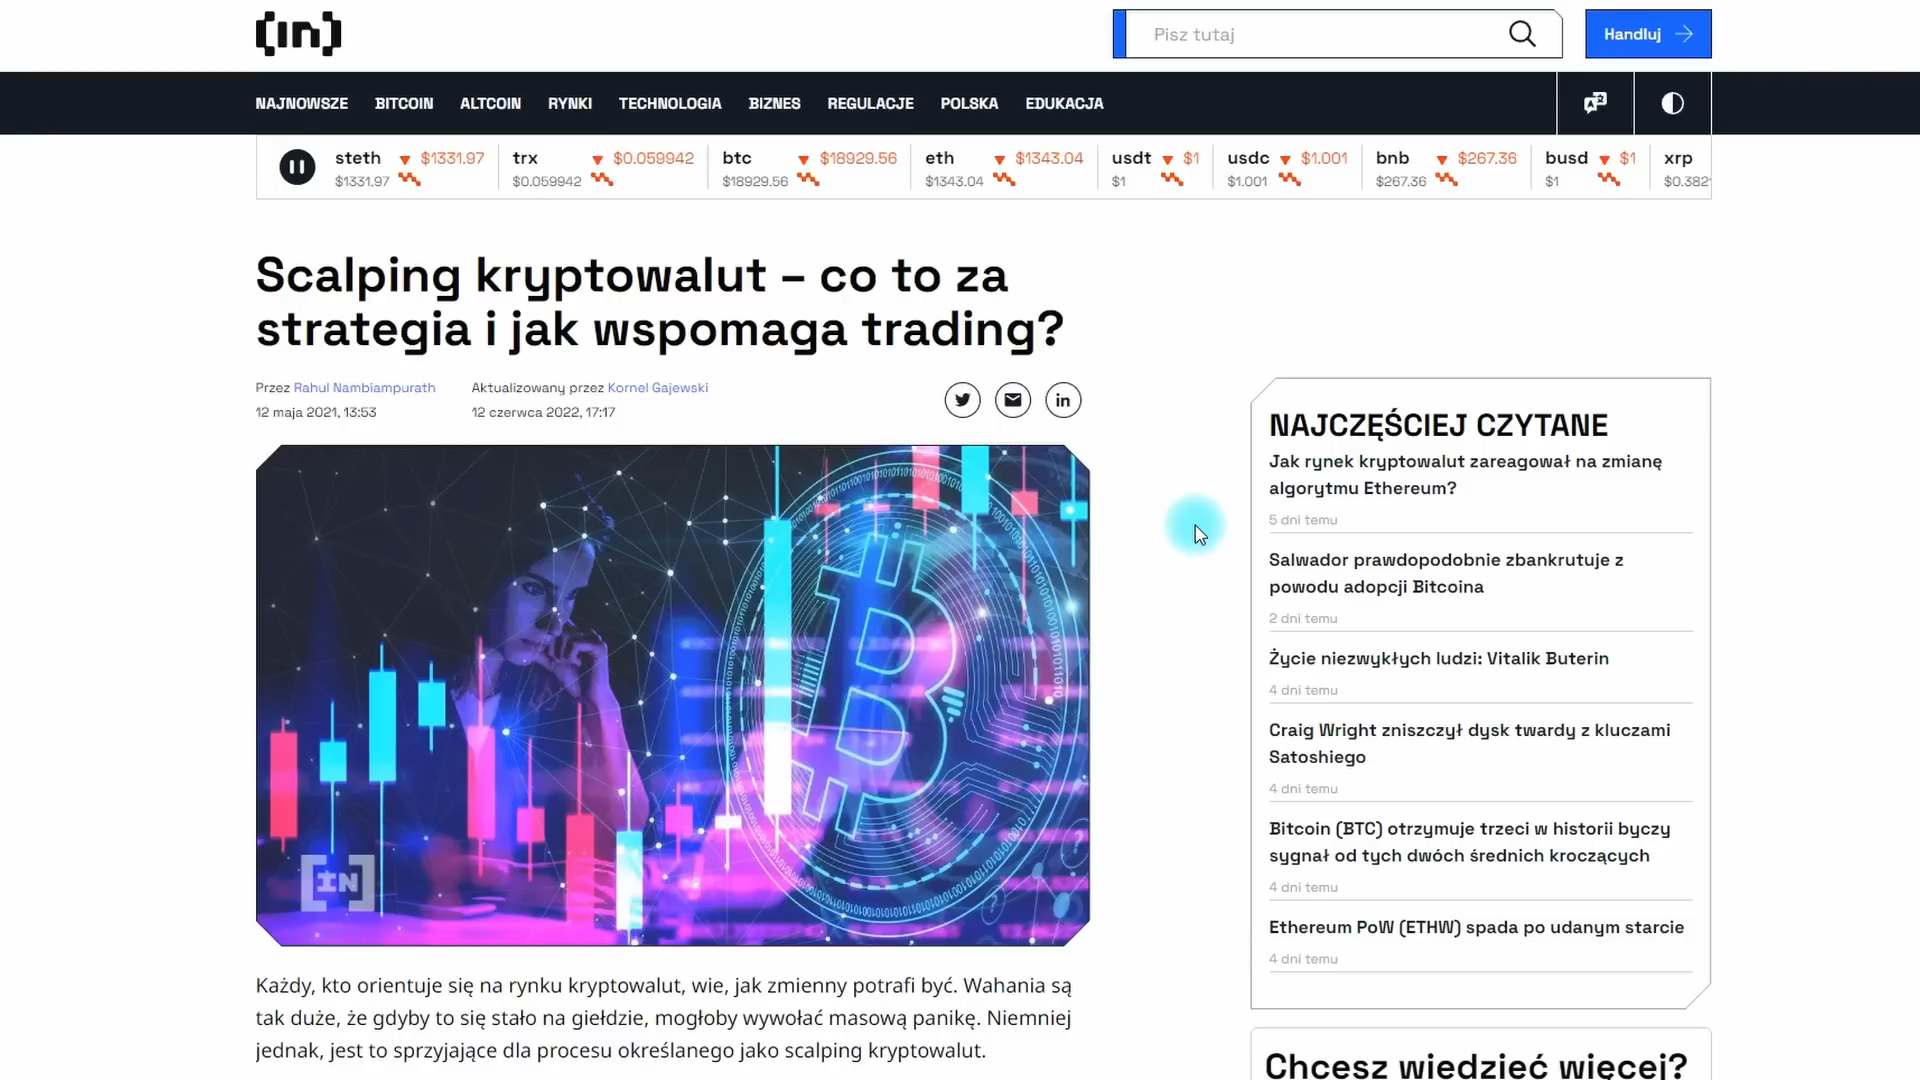 [in]
Pisz tutaj
Handluj
NAJNOWSZE BITCOIN ALTCOIN RYNKI TECHNOLOGIA BIZNES REGULACJE POLSKA EDUKACJA
steth $1331.97 trx $0.059942 btc $18929.56 eth $1343.04 usdt $1 usdc $1.001 bnb $267.36 busd $1 xrp
$1331.97 $0.059942 $18929.56 $1343.04 $1 $1.001 $267.36 $1 $0.382
Scalping kryptowalut – co to za
strategia i jak wspomaga trading?
Przez Rahul Nambiampurath
12 maja 2021, 13:53
Aktualizowany przez Kornel Gajewski
12 czerwca 2022, 17:17
in
[IN]
Każdy, kto orientuje się na rynku kryptowalut, wie, jak zmienny potrafi być. Wahania są
tak duże, że gdyby to się stało na giełdzie, mogłoby wywołać masową panikę. Niemniej
jednak, jest to sprzyjające dla procesu określanego jako scalping kryptowalut.
NAJCZĘŚCIEJ CZYTANE
Jak rynek kryptowalut zareagował na zmianę
algorytmu Ethereum?
5 dni temu
Salwador prawdopodobnie zbankrutuje z
powodu adopcji Bitcoina
2 dni temu
Życie niezwykłych ludzi: Vitalik Buterin
4 dni temu
Craig Wright zniszczył dysk twardy z kluczami
Satoshiego
4 dni temu
Bitcoin (BTC) otrzymuje trzeci w historii byczy
sygnał od tych dwóch średnich kroczących
4 dni temu
Ethereum PoW (ETHW) spada po udanym starcie
4 dni temu
Chcesz wiedzieć więcej?